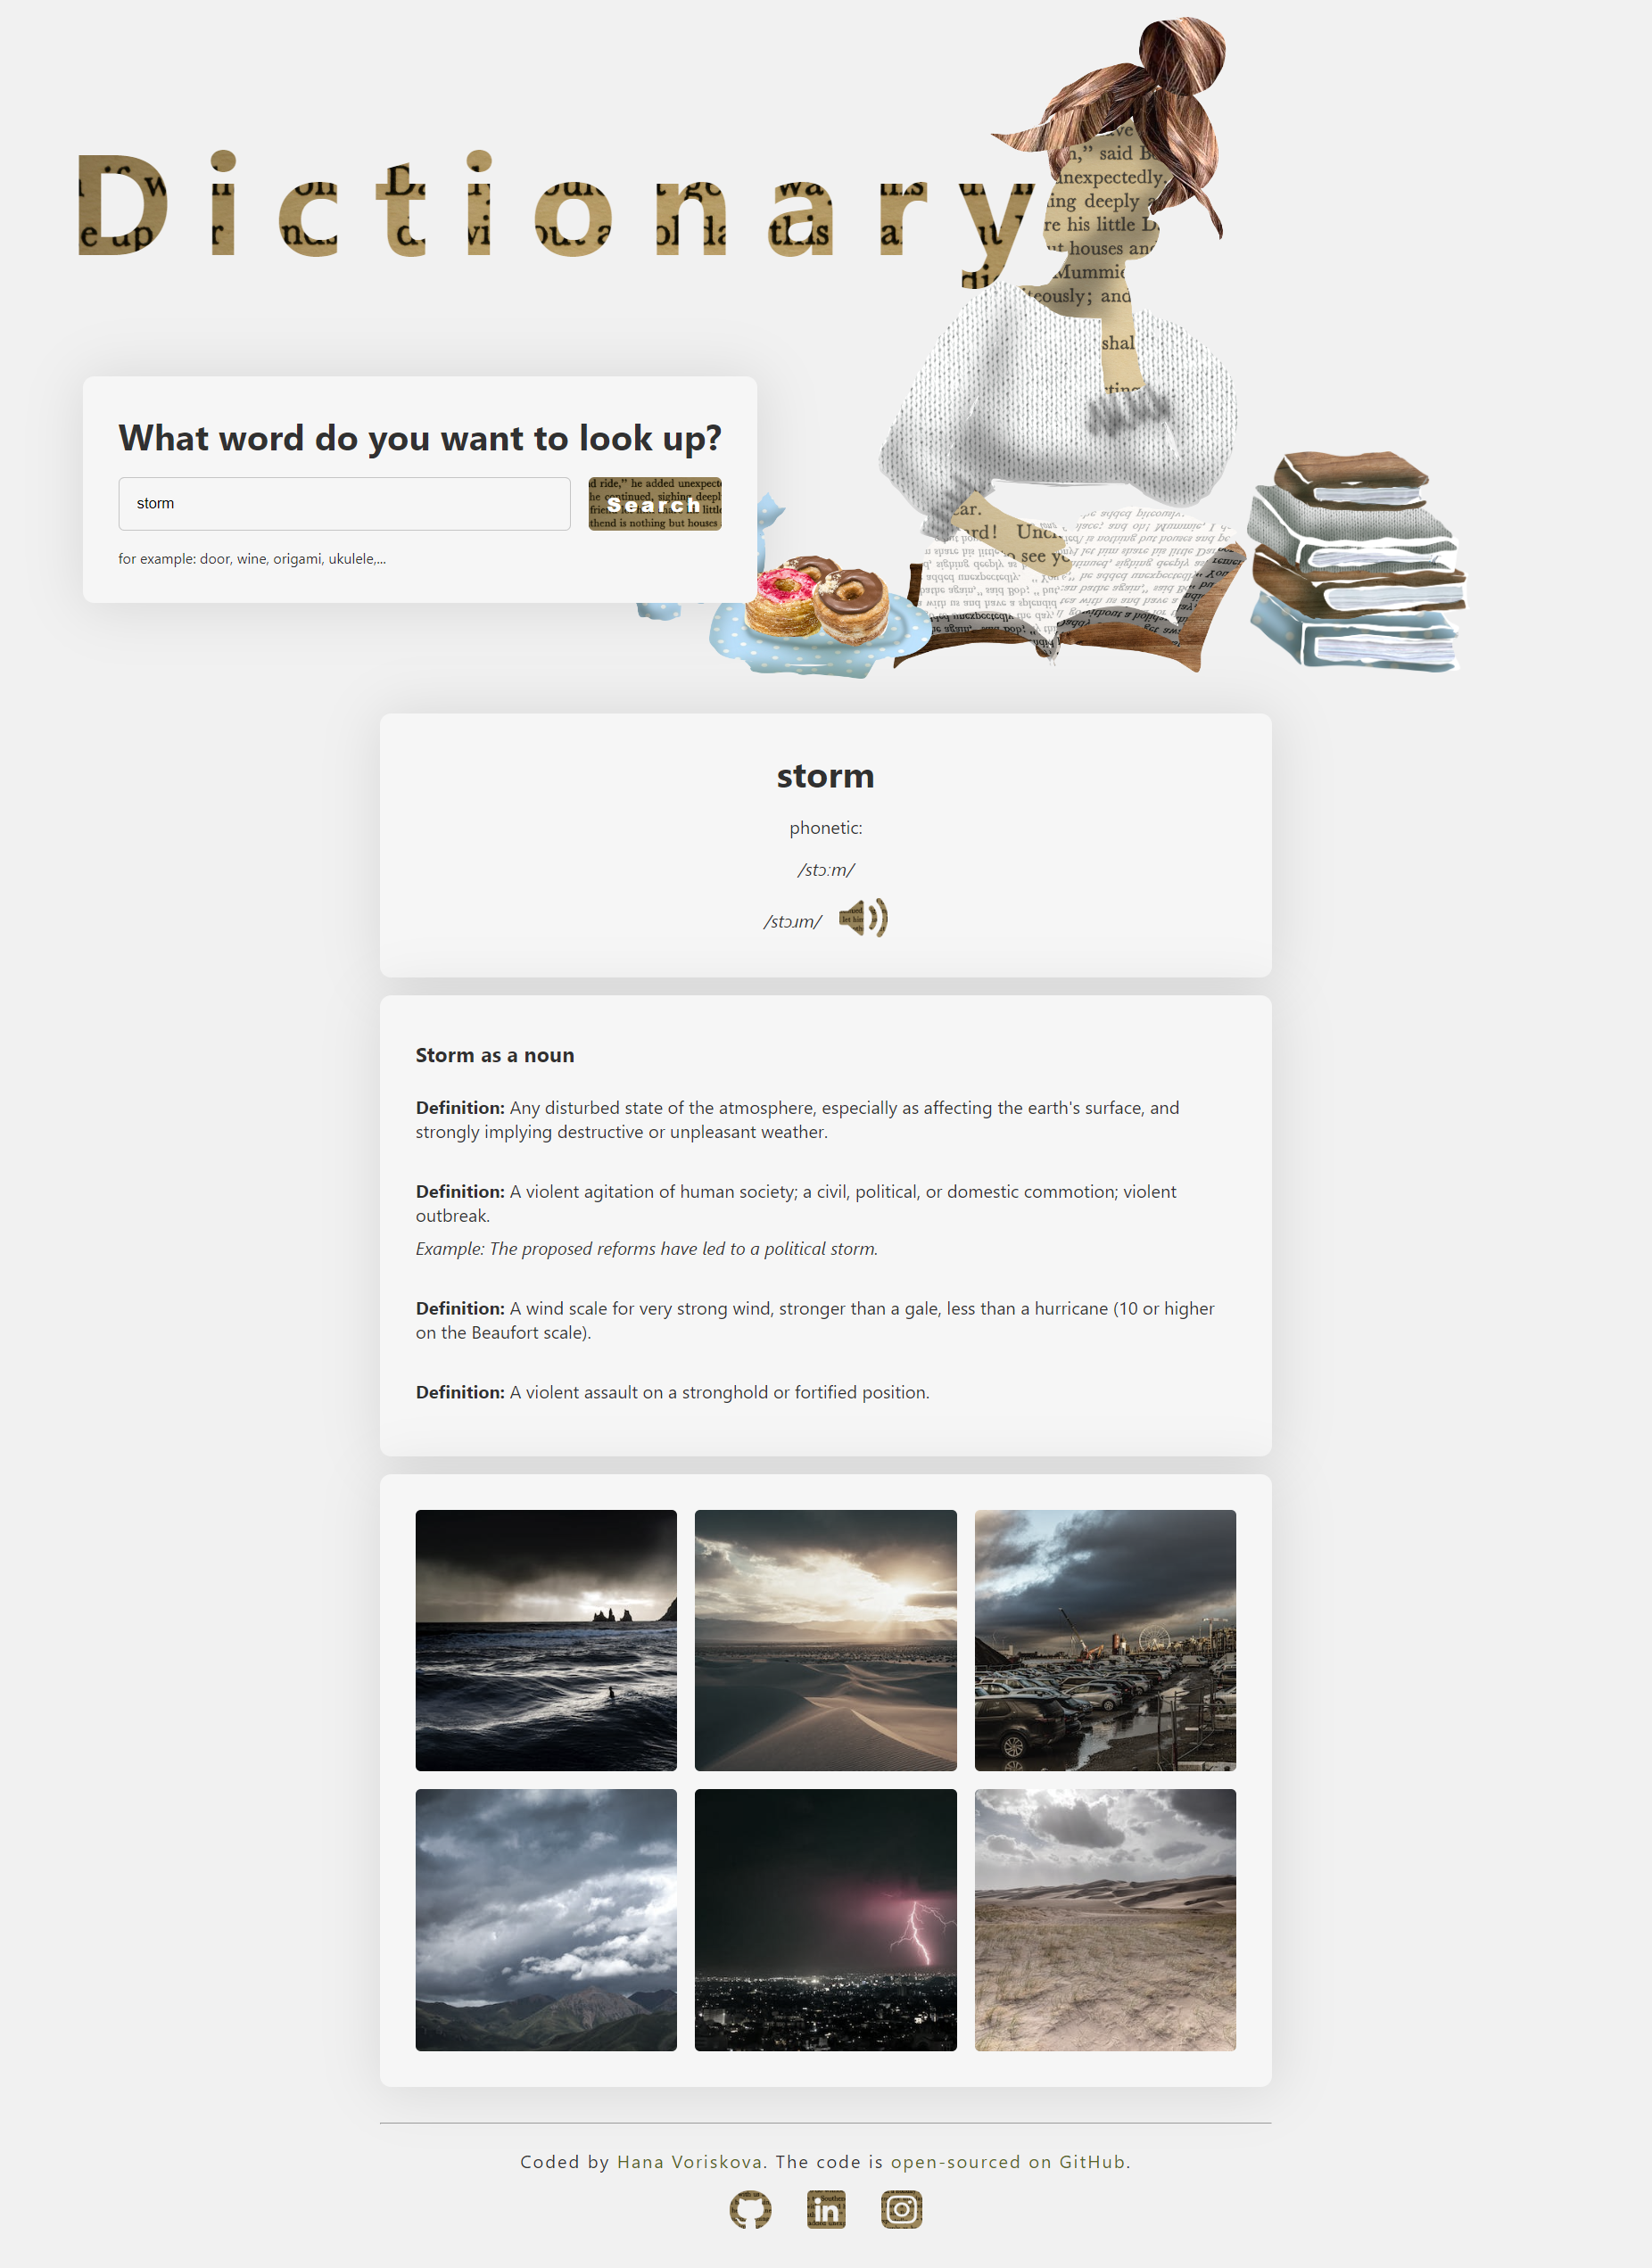 Dictionary
What word do you want to look up?
storm
Search
for example: door, wine, origami, ukulele,...
storm
phonetic:
/stɔːm/
/stɔɹm/
Storm as a noun
Definition: Any disturbed state of the atmosphere, especially as affecting the earth's surface, and
strongly implying destructive or unpleasant weather.
Definition: A violent agitation of human society; a civil, political, or domestic commotion; violent
outbreak.
Example: The proposed reforms have led to a political storm.
Definition: A wind scale for very strong wind, stronger than a gale, less than a hurricane (10 or higher
on the Beaufort scale).
Definition: A violent assault on a stronghold or fortified position.
Coded by Hana Voriskova. The code is open-sourced on GitHub.
in